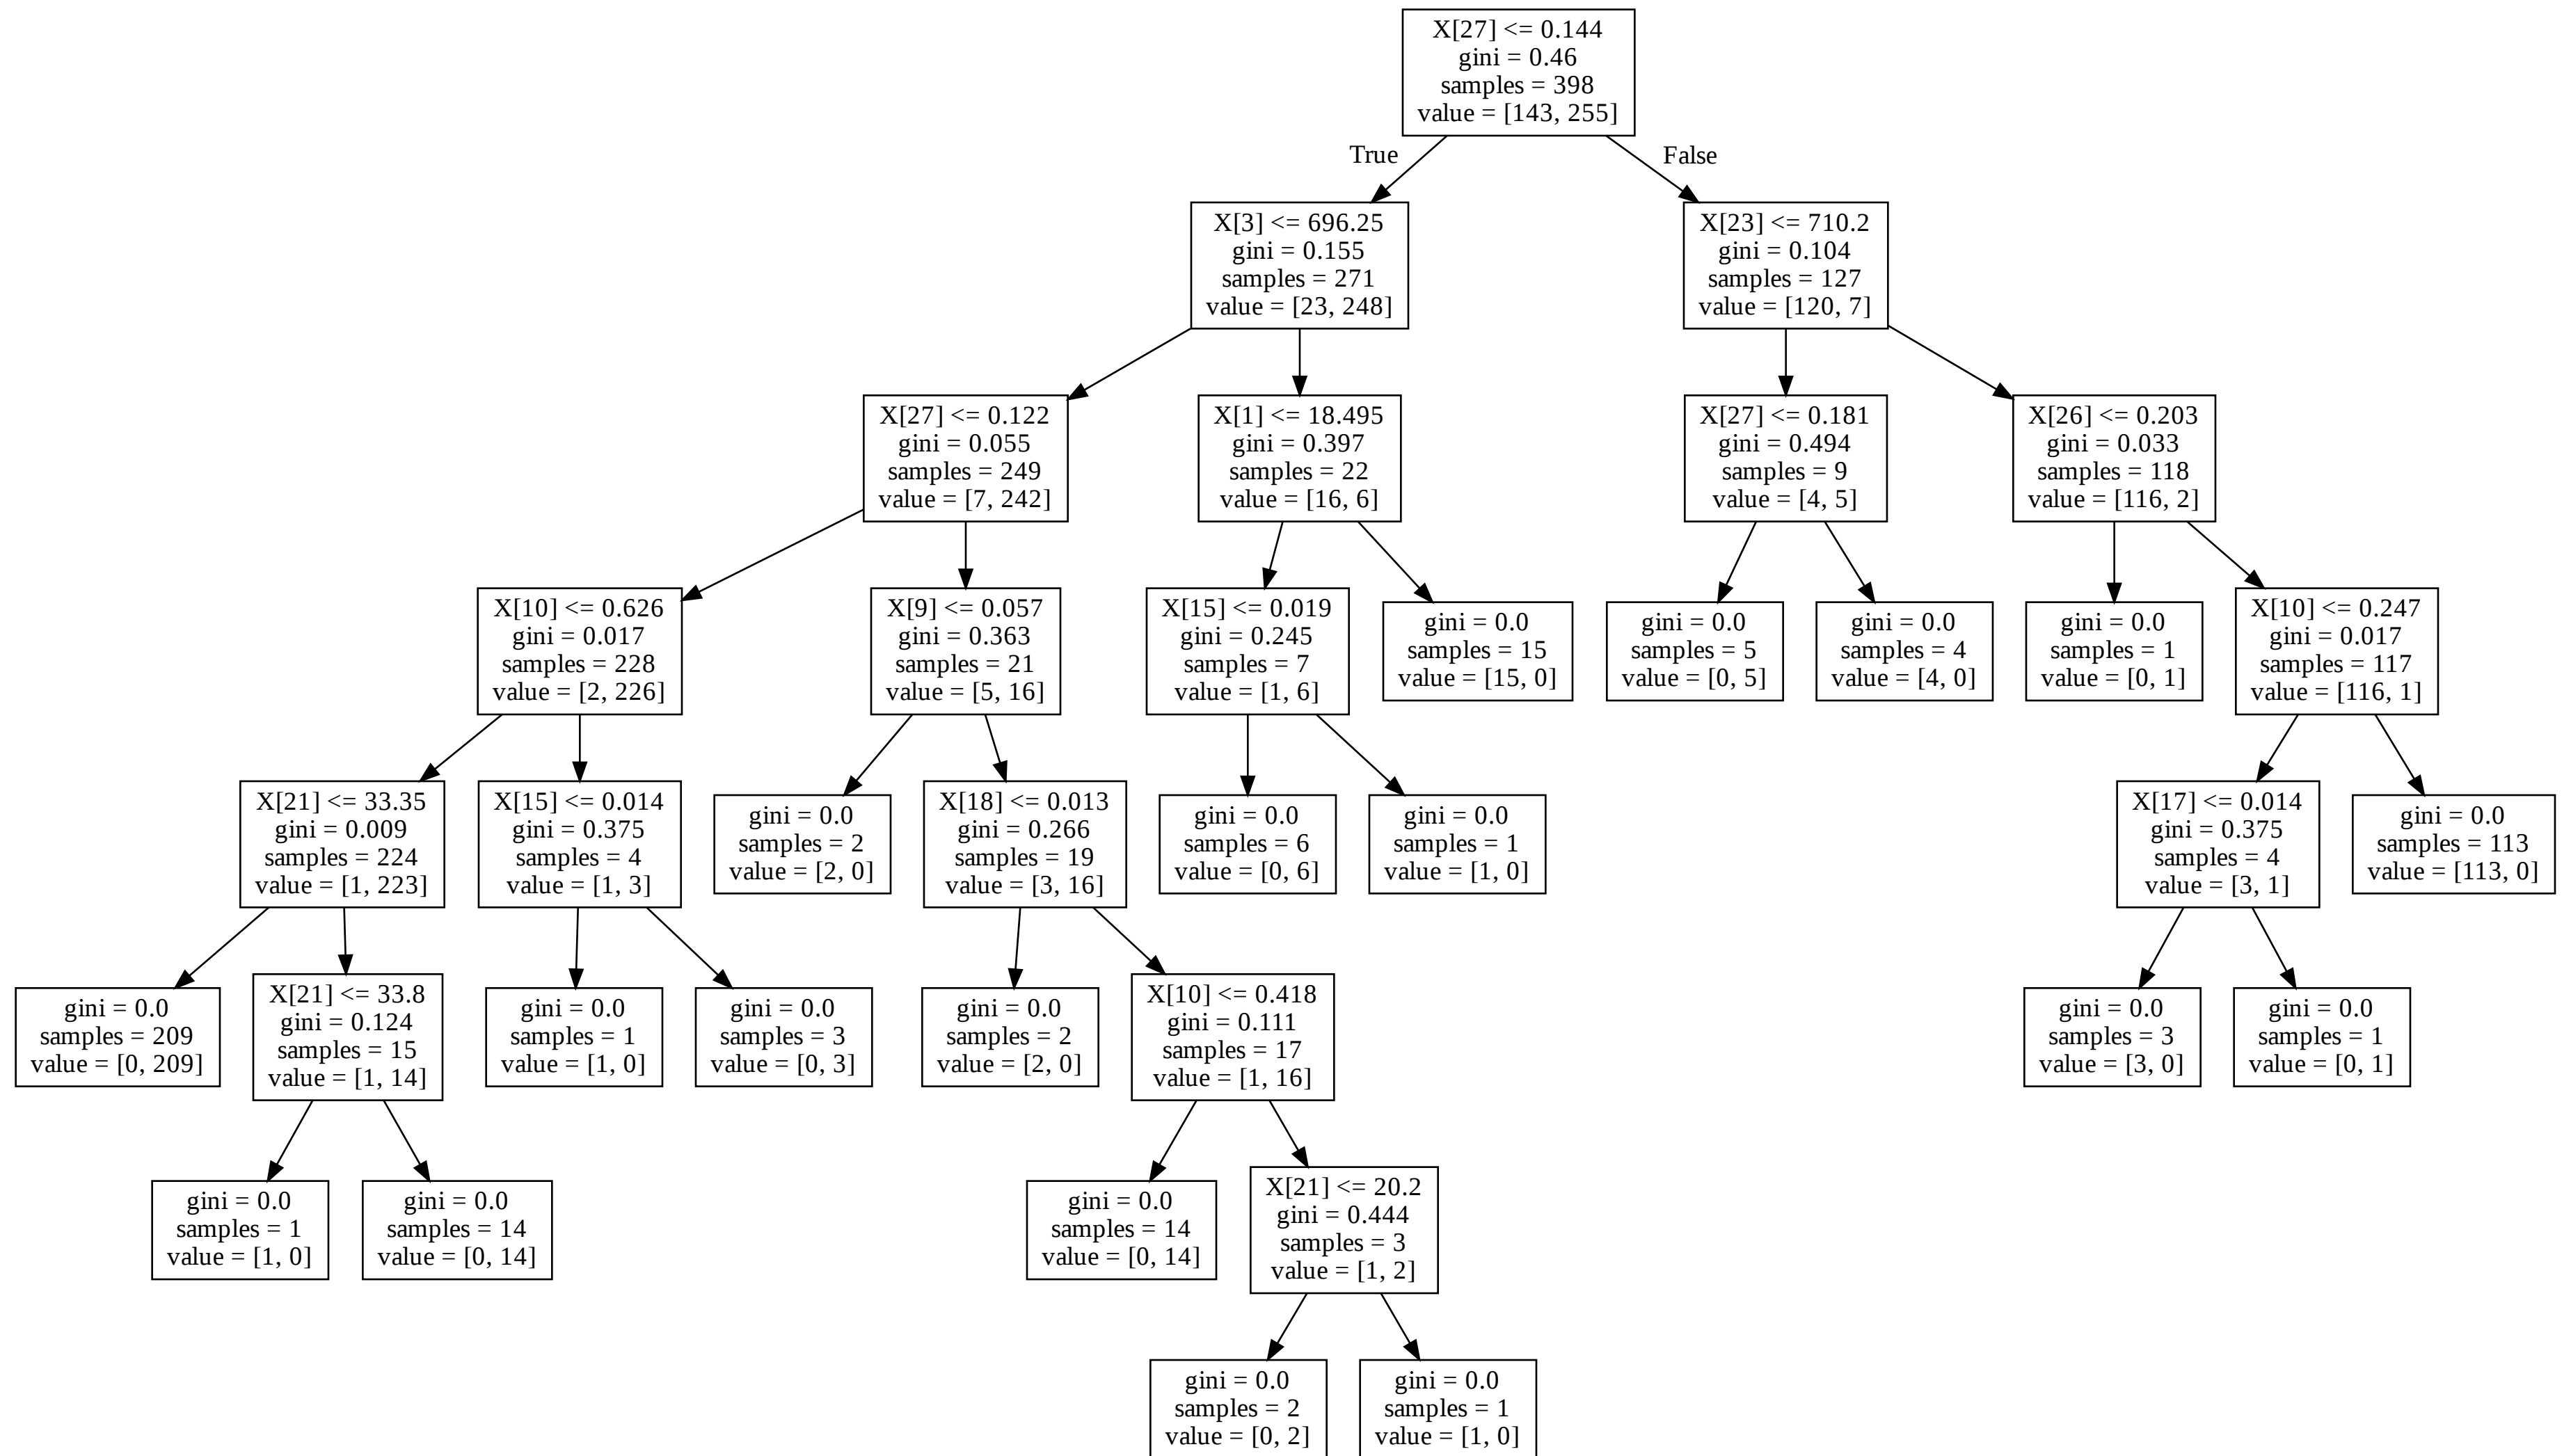 X[27] <= 0.144
gini = 0.46
samples = 398
value = [143, 255]
True
False
X[3] <= 696.25
gini = 0.155
samples = 271
value = [23, 248]
X[23] <= 710.2
gini = 0.104
samples = 127
value = [120, 7]
X[27] <= 0.122
gini = 0.055
samples = 249
value = [7, 242]
X[1] <= 18.495
gini = 0.397
samples = 22
value = [16, 6]
X[27] <= 0.181
gini = 0.494
samples = 9
value = [4, 5]
X[26] <= 0.203
gini = 0.033
samples = 118
value = [116, 2]
X[10] <= 0.626
gini = 0.017
samples = 228
value = [2, 226]
X[9] <= 0.057
gini = 0.363
samples = 21
value = [5, 16]
X[15] <= 0.019
gini = 0.245
samples = 7
value = [1, 6]
gini = 0.0
samples = 15
value = [15, 0]
gini = 0.0
samples = 5
value = [0, 5]
gini = 0.0
samples = 4
value = [4, 0]
gini = 0.0
samples = 1
value = [0, 1]
X[10] <= 0.247
gini = 0.017
samples = 117
value = [116, 1]
X[21] <= 33.35
gini = 0.009
samples = 224
value = [1, 223]
X[15] <= 0.014
gini = 0.375
samples = 4
value = [1, 3]
gini = 0.0
samples = 2
value = [2, 0]
X[18] <= 0.013
gini = 0.266
samples = 19
value = [3, 16]
gini = 0.0
samples = 6
value = [0, 6]
gini = 0.0
samples = 1
value = [1, 0]
X[17] <= 0.014
gini = 0.375
samples = 4
value = [3, 1]
gini = 0.0
samples = 113
value = [113, 0]
gini = 0.0
samples = 209
value = [0, 209]
X[21] <= 33.8
gini = 0.124
samples = 15
value = [1, 14]
gini = 0.0
samples = 1
value = [1, 0]
gini = 0.0
samples = 3
value = [0, 3]
gini = 0.0
samples = 2
value = [2, 0]
X[10] <= 0.418
gini = 0.111
samples = 17
value = [1, 16]
gini = 0.0
samples = 3
value = [3, 0]
gini = 0.0
samples = 1
value = [0, 1]
gini = 0.0
samples = 1
value = [1, 0]
gini = 0.0
samples = 14
value = [0, 14]
gini = 0.0
samples = 14
value = [0, 14]
X[21] <= 20.2
gini = 0.444
samples = 3
value = [1, 2]
gini = 0.0
samples = 2
value = [0, 2]
gini = 0.0
samples = 1
value = [1, 0]